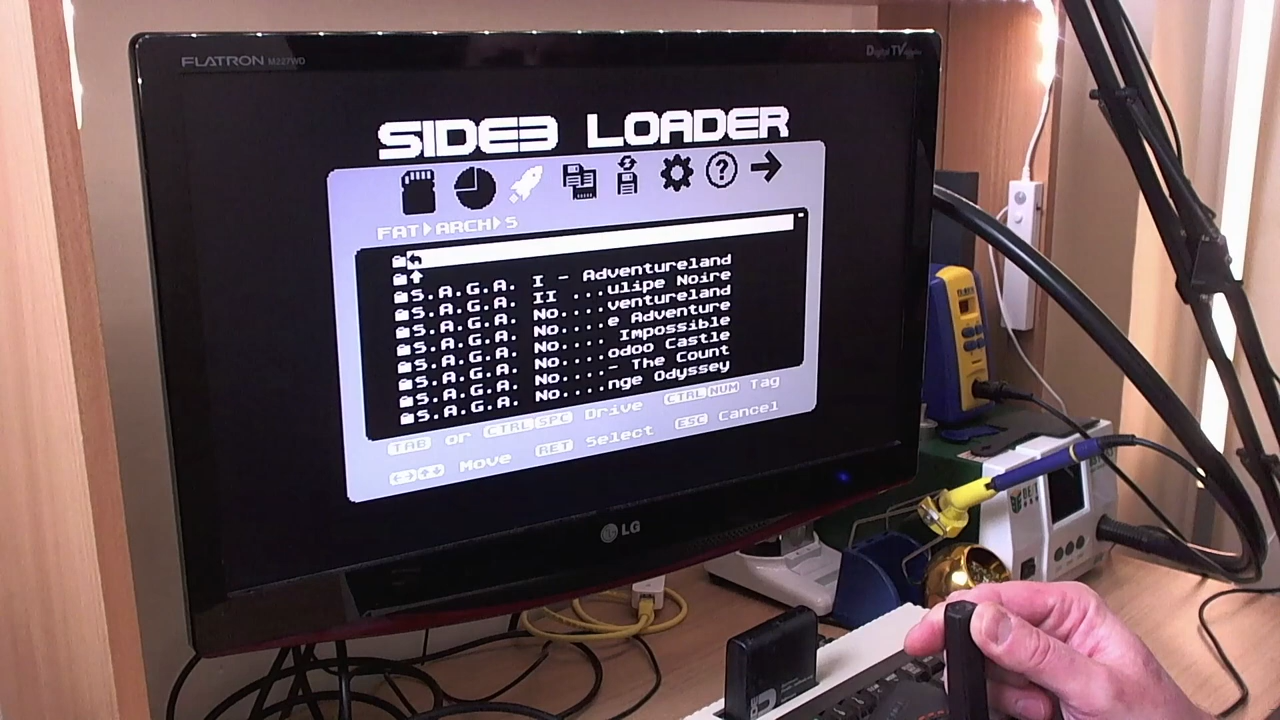 FLATRON M227WD
Digital TV
SIDE3 LOADER
FAT ARCH S
S.A.G.A. I - Adventureland
S.A.G.A. II ...ulipe Noire
S.A.G.A. No....ventureland
S.A.G.A. No....e Adventure
S.A.G.A. No.... Impossible
S.A.G.A. No....odoo Castle
S.A.G.A. No....- The Count
S.A.G.A. No....nge Odyssey
TAB or CTRL SPC Drive CTRL NUM Tag
Move RET Select ESC Cancel
LG